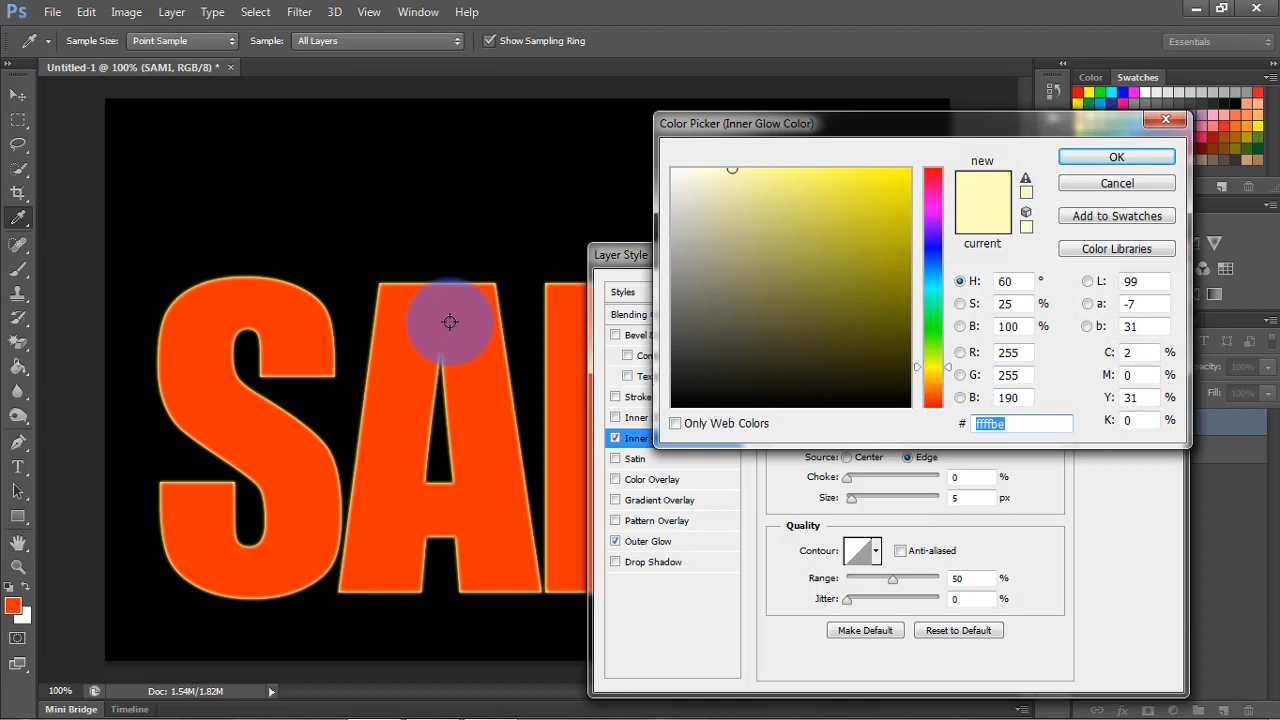 Ps File Edit Image Layer Type Select Filter 3D View Window Help
Sample Size: Point Sample Sample: All Layers Show Sampling Ring Essentials
Untitled-1 @ 100% (SAMI, RGB/8) * × Color Swatches
Color Picker (Inner Glow Color)
new OK
Cancel
Add to Swatches
current Color Libraries
H: 60 ° L: 99
S: 25 % a: -7
B: 100 % b: 31
R: 255 C: 2 %
G: 255 M: 0 %
B: 190 Y: 31 %
Only Web Colors # ffffbe K: 0 %
SA
Layer Style
Styles
Blending
Bevel
Con
Tex
Stroke
Inner
Inner
Satin
Color Overlay
Gradient Overlay
Pattern Overlay
Outer Glow
Drop Shadow
Source: Center Edge
Choke: 0 %
Size: 5 px
Quality
Contour: Anti-aliased
Range: 50 %
Jitter: 0 %
Make Default Reset to Default
100%
Fill: 100%
100% Doc: 1.54M/1.82M
Mini Bridge Timeline